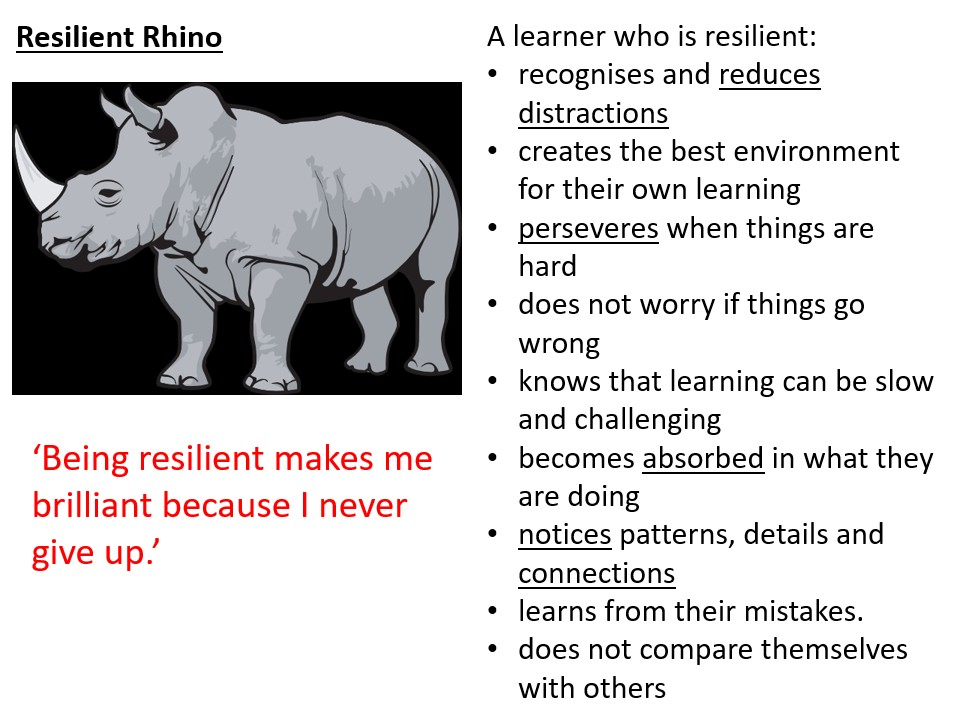 Resilient Rhino
‘Being resilient makes me
brilliant because I never
give up.’
A learner who is resilient:
• recognises and reduces
distractions
• creates the best environment
for their own learning
• perseveres when things are
hard
• does not worry if things go
wrong
• knows that learning can be slow
and challenging
• becomes absorbed in what they
are doing
• notices patterns, details and
connections
• learns from their mistakes.
• does not compare themselves
with others